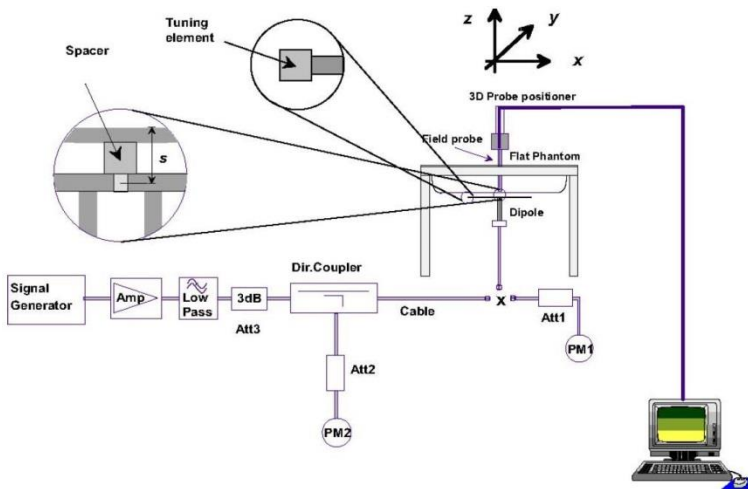 Tuning
element
Spacer
s
z
y
x
3D Probe positioner
Field probe
Flat Phantom
Dipole
Signal
Generator
Amp
Low
Pass
3dB
Att3
Dir.Coupler
Cable
x
Att1
PM1
Att2
PM2